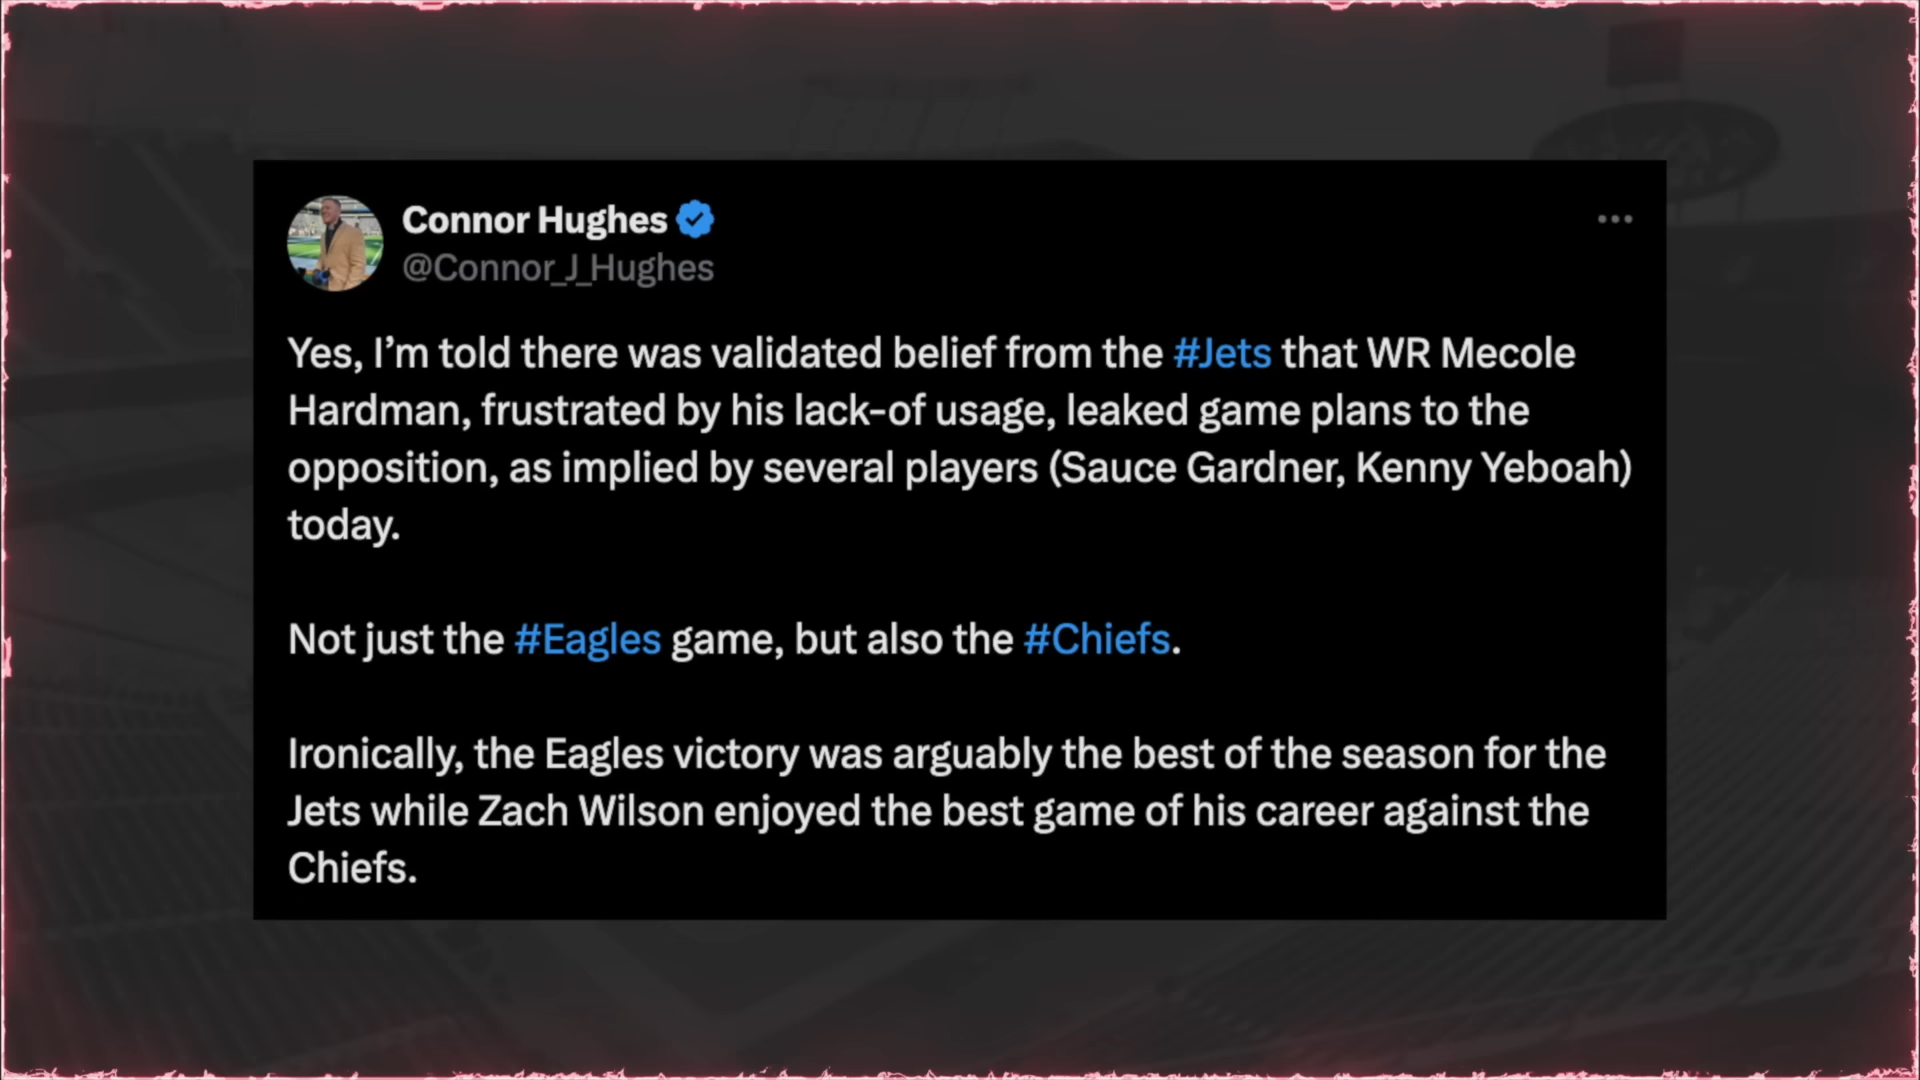 Connor Hughes
@Connor_J_Hughes
Yes, I’m told there was validated belief from the #Jets that WR Mecole
Hardman, frustrated by his lack-of usage, leaked game plans to the
opposition, as implied by several players (Sauce Gardner, Kenny Yeboah)
today.
Not just the #Eagles game, but also the #Chiefs.
Ironically, the Eagles victory was arguably the best of the season for the
Jets while Zach Wilson enjoyed the best game of his career against the
Chiefs.